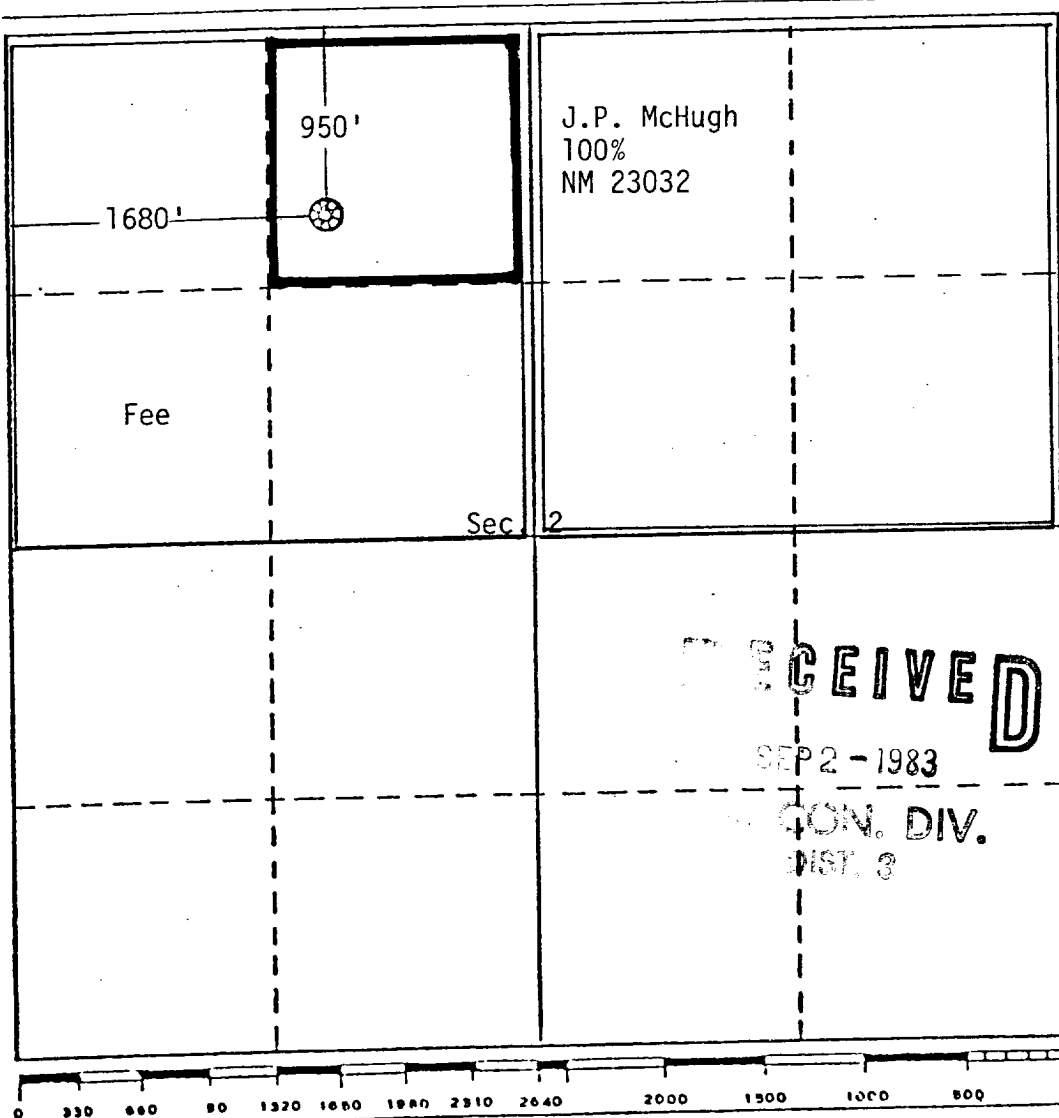 950'
J.P. McHugh
100%
NM 23032
1680'
Fee
Sec. 2
CEIVED
SEP 2 - 1983
CON. DIV.
DIST. 3
0 330 660 90 1320 1650 1980 2310 2640 2000 1500 1000 500